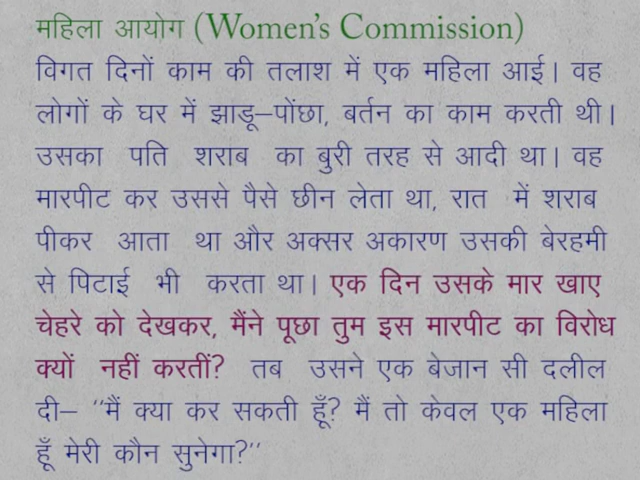 महिला आयोग (Women's Commission)
विगत दिनों काम की तलाश में एक महिला आई। वह
लोगों के घर में झाडू–पोंछा, बर्तन का काम करती थी।
उसका पति शराब का बुरी तरह से आदी था। वह
मारपीट कर उससे पैसे छीन लेता था, रात में शराब
पीकर आता था और अक्सर अकारण उसकी बेरहमी
से पिटाई भी करता था। एक दिन उसके मार खाए
चेहरे को देखकर, मैंने पूछा तुम इस मारपीट का विरोध
क्यों नहीं करतीं? तब उसने एक बेजान सी दलील
दी– "मैं क्या कर सकती हूँ? मैं तो केवल एक महिला
हूँ मेरी कौन सुनेगा?"